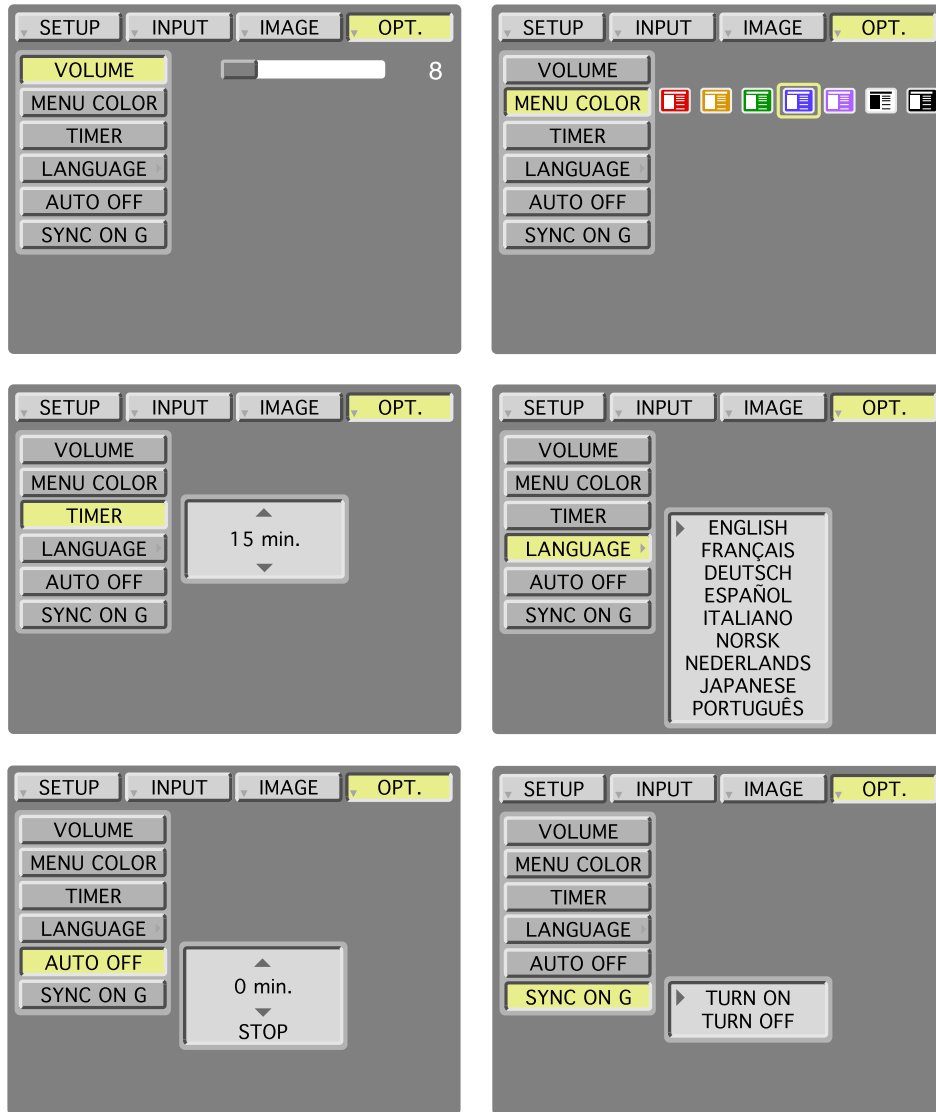 SETUP INPUT IMAGE OPT.
VOLUME 8
MENU COLOR
TIMER
LANGUAGE
AUTO OFF
SYNC ON G
SETUP INPUT IMAGE OPT.
VOLUME
MENU COLOR
TIMER
LANGUAGE
AUTO OFF
SYNC ON G
SETUP INPUT IMAGE OPT.
VOLUME
MENU COLOR
TIMER
15 min.
LANGUAGE
AUTO OFF
SYNC ON G
SETUP INPUT IMAGE OPT.
VOLUME
MENU COLOR
TIMER
LANGUAGE
AUTO OFF
SYNC ON G
ENGLISH
FRANÇAIS
DEUTSCH
ESPAÑOL
ITALIANO
NORSK
NEDERLANDS
JAPANESE
PORTUGUÊS
SETUP INPUT IMAGE OPT.
VOLUME
MENU COLOR
TIMER
LANGUAGE
AUTO OFF
SYNC ON G
0 min.
STOP
SETUP INPUT IMAGE OPT.
VOLUME
MENU COLOR
TIMER
LANGUAGE
AUTO OFF
SYNC ON G
TURN ON
TURN OFF